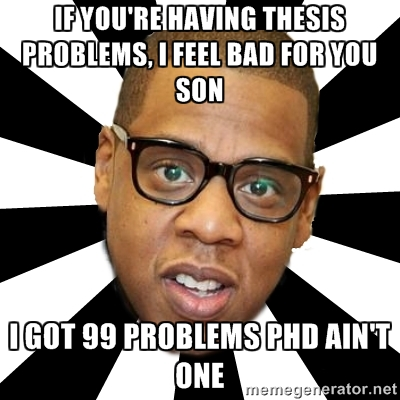 IF YOU'RE HAVING THESIS
PROBLEMS, I FEEL BAD FOR YOU
SON
I GOT 99 PROBLEMS PHD AIN'T
ONE
memegenerator.net